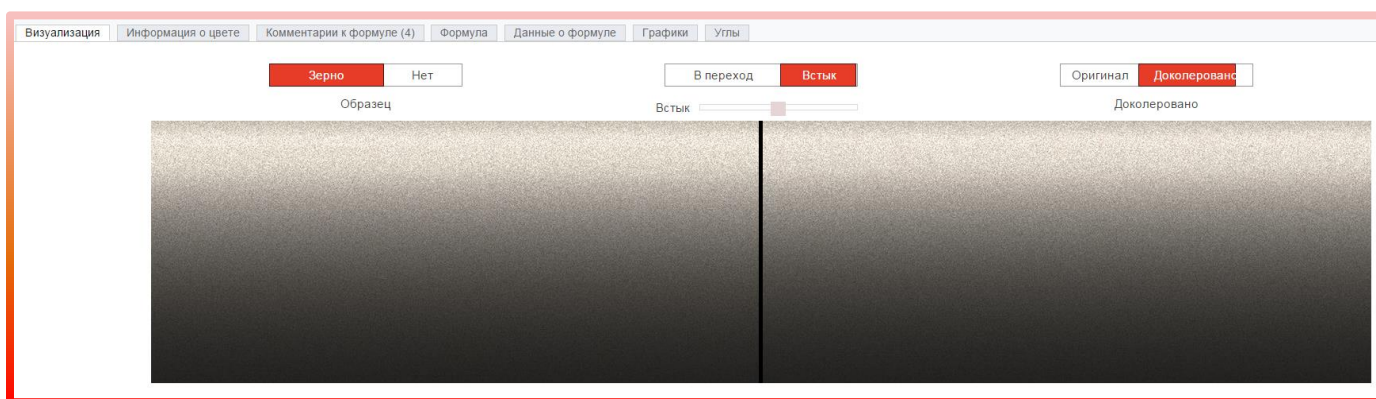 Визуализация Информация о цвете Комментарии к формуле (4) Формула Данные о формуле Графики Углы
Зерно Нет В переход Встык Оригинал Доколеровано
Образец Встык Доколеровано